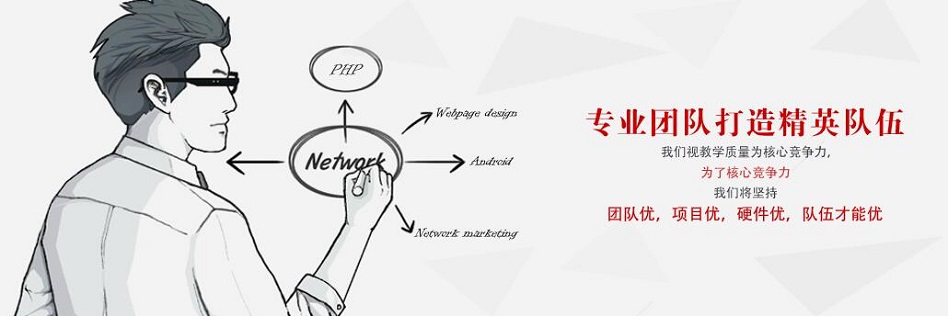 PHP
Webpage design
Network
Android
Network marketing
专业团队打造精英队伍
我们视教学质量为核心竞争力,
为了核心竞争力
我们将坚持
团队优，项目优，硬件优，队伍才能优